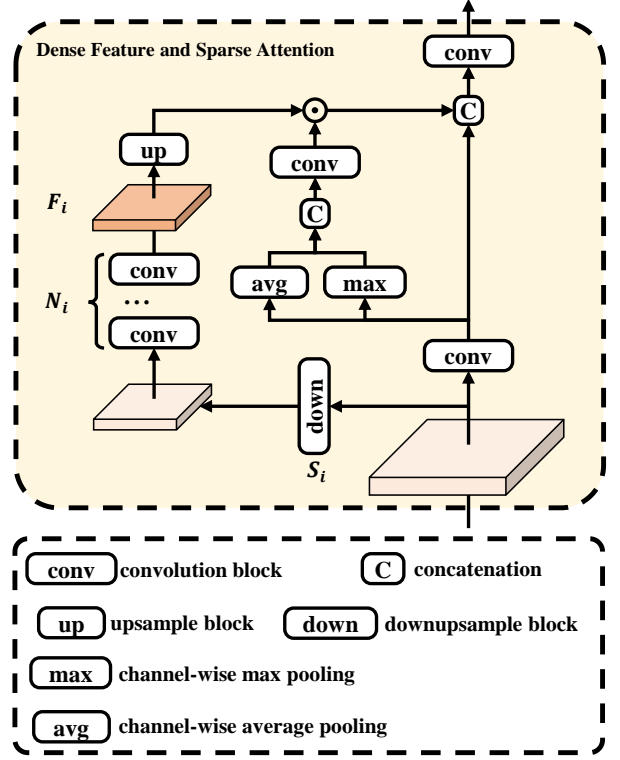 conv
Dense Feature and Sparse Attention
C
up
conv
F_i
C
conv
avg
max
N_i
...
conv
conv
down
S_i
conv convolution block
C concatenation
up upsample block
down downupsample block
max channel-wise max pooling
avg channel-wise average pooling